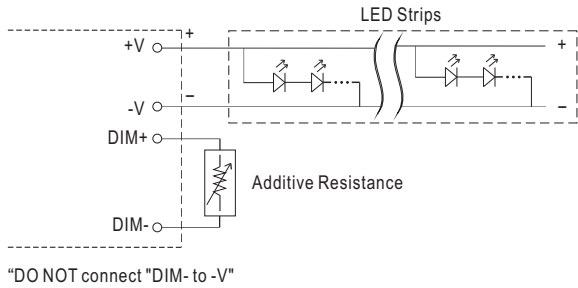 LED Strips
+V +
+
-V –
–
DIM+
Additive Resistance
DIM-
“DO NOT connect "DIM- to -V"